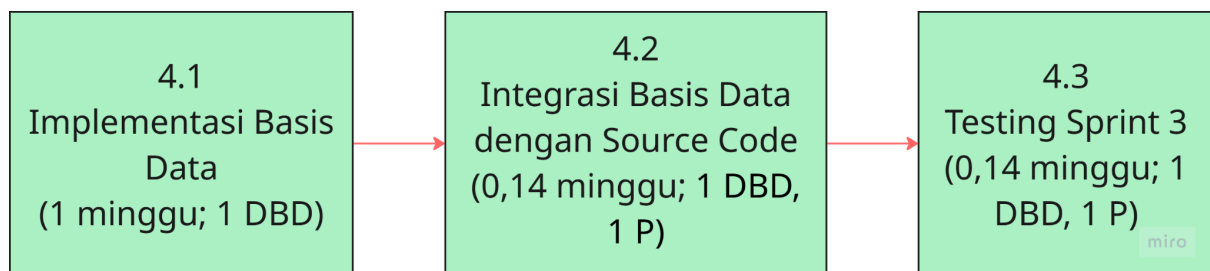 4.1
Implementasi Basis
Data
(1 minggu; 1 DBD)
4.2
Integrasi Basis Data
dengan Source Code
(0,14 minggu; 1 DBD,
1 P)
4.3
Testing Sprint 3
(0,14 minggu; 1
DBD, 1 P)
miro